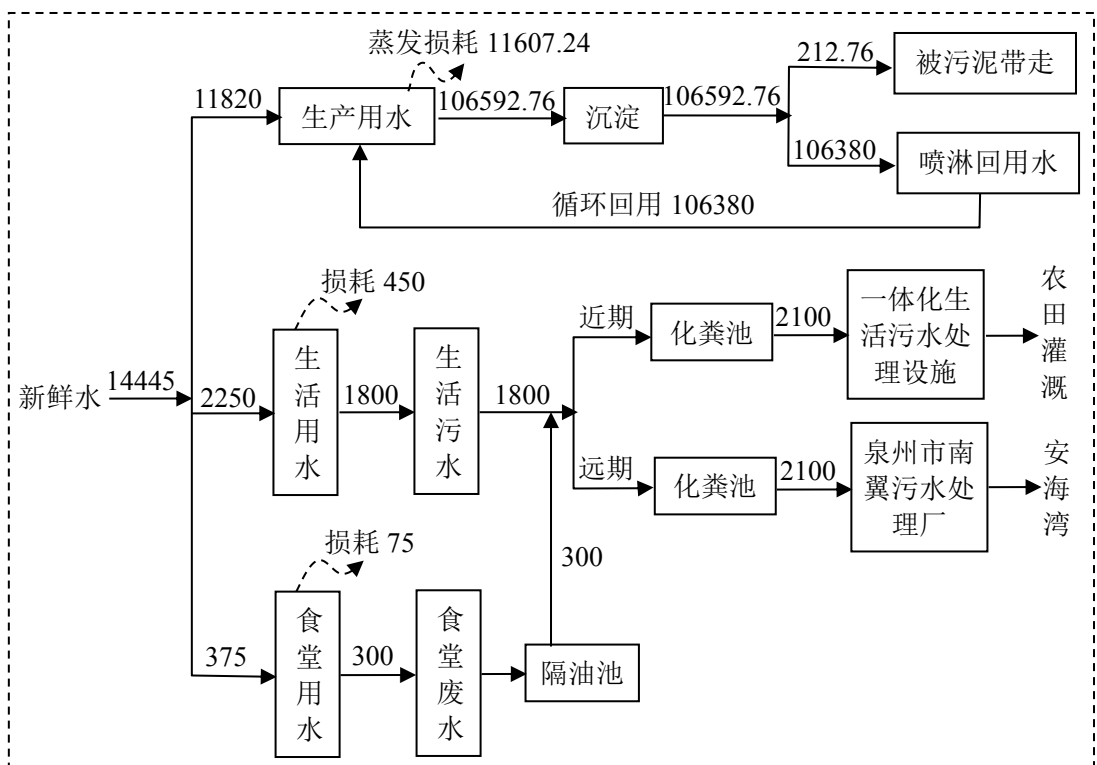 蒸发损耗 11607.24
11820
生产用水
106592.76
沉淀
106592.76
212.76
被污泥带走
106380
喷淋回用水
循环回用 106380
新鲜水
14445
损耗 450
2250
生活用水
1800
生活污水
1800
近期
化粪池
2100
一体化生
活污水处
理设施
农田灌溉
远期
化粪池
2100
泉州市南
翼污水处
理厂
安海湾
损耗 75
375
食堂用水
300
食堂废水
隔油池
300